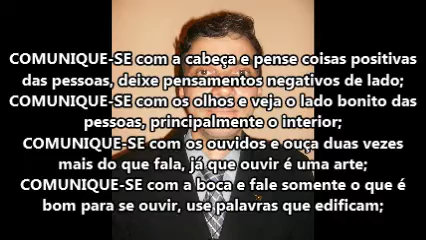 COMUNIQUE-SE com a cabeça e pense coisas positivas
das pessoas, deixe pensamentos negativos de lado;
COMUNIQUE-SE com os olhos e veja o lado bonito das
pessoas, principalmente o interior;
COMUNIQUE-SE com os ouvidos e ouça duas vezes
mais do que fala, já que ouvir é uma arte;
COMUNIQUE-SE com a boca e fale somente o que é
bom para se ouvir, use palavras que edificam;